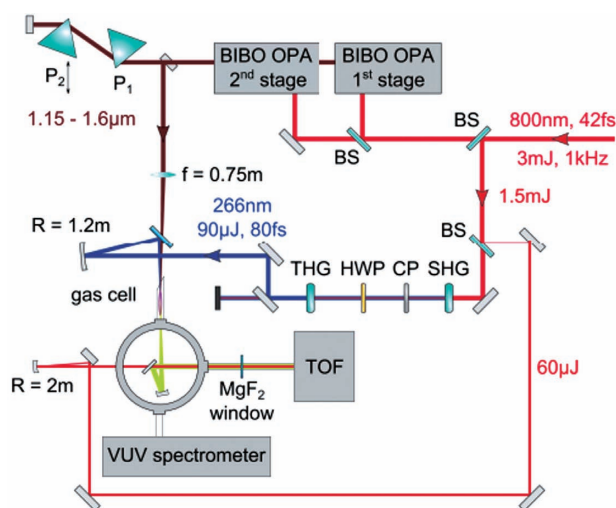 BIBO OPA
2nd stage
BIBO OPA
1st stage
P2
P1
1.15 - 1.6µm
BS
BS
800nm, 42fs
3mJ, 1kHz
1.5mJ
f = 0.75m
266nm
90µJ, 80fs
R = 1.2m
BS
THG
HWP
CP
SHG
gas cell
TOF
R = 2m
MgF2
window
60µJ
VUV spectrometer